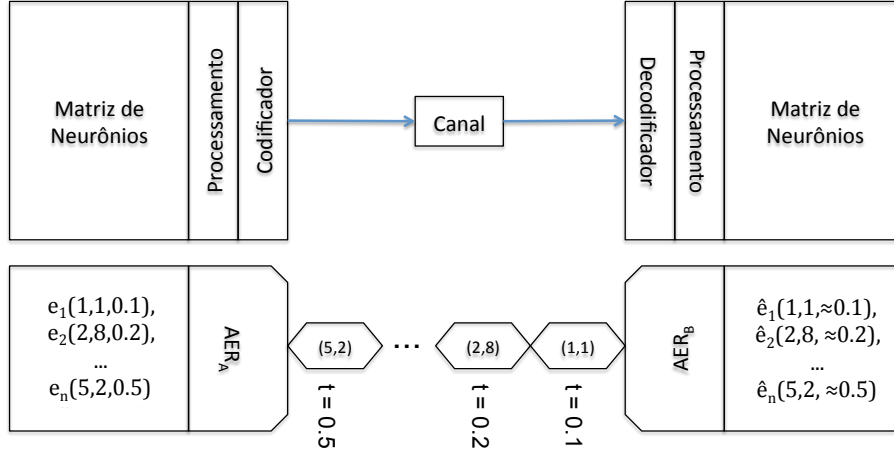 Matriz de
Neurônios
Processamento
Codificador
Canal
Decodificador
Processamento
Matriz de
Neurônios
e₁(1,1,0.1),
e₂(2,8,0.2),
...
eₙ(5,2,0.5)
AER_A
(5,2)
...
(2,8)
(1,1)
t = 0.5
t = 0.2
t = 0.1
AER_B
ê₁(1,1,≈0.1),
ê₂(2,8, ≈0.2),
...
êₙ(5,2, ≈0.5)